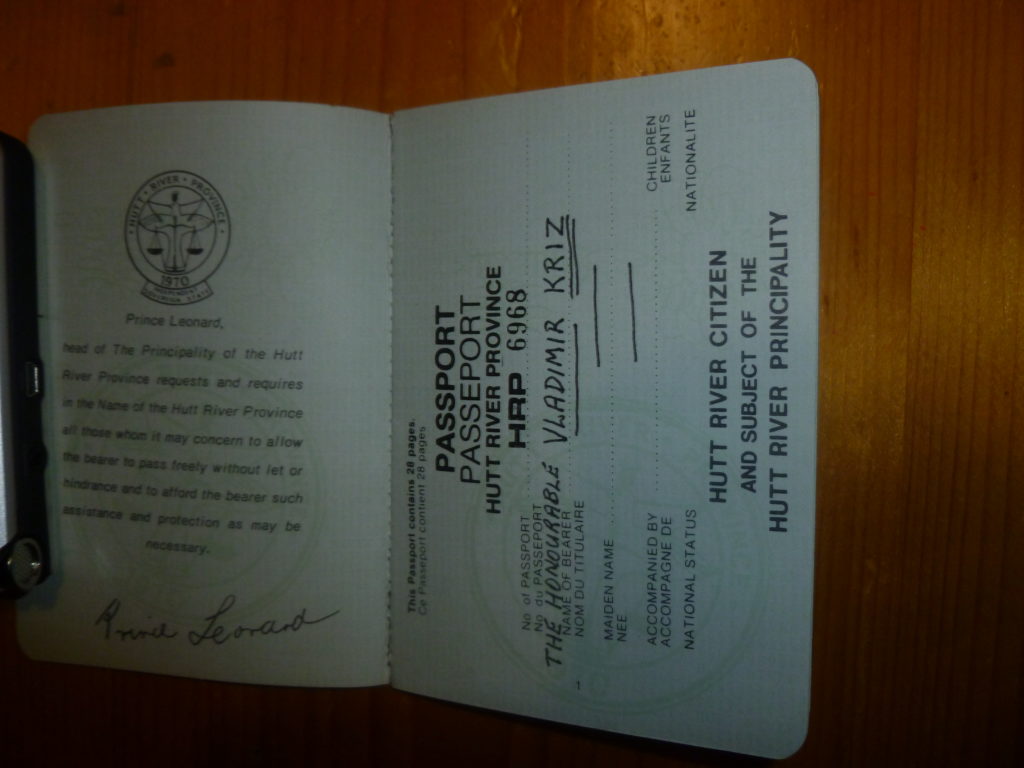 HUTT RIVER PROVINCE
1970
INDEPENDENT
SOVEREIGN STATE
Prince Leonard,
head of The Principality of the Hutt
River Province requests and requires
in the Name of the Hutt River Province
all those whom it may concern to allow
the bearer to pass freely without let or
hindrance and to afford the bearer such
assistance and protection as may be
necessary.
Leonard
This Passport contains 28 pages.
Ce Passeport contient 28 pages
PASSPORT
PASSEPORT
HUTT RIVER PROVINCE
HRP 6968
No of PASSPORT
No du PASSEPORT
THE HONOURABLE VLADIMIR KRIZ
NAME OF BEARER
NOM DU TITULAIRE
MAIDEN NAME
NEE
ACCOMPANIED BY CHILDREN
ACCOMPAGNE DE ENFANTS
NATIONAL STATUS NATIONALITE
HUTT RIVER CITIZEN
AND SUBJECT OF THE
HUTT RIVER PRINCIPALITY
1